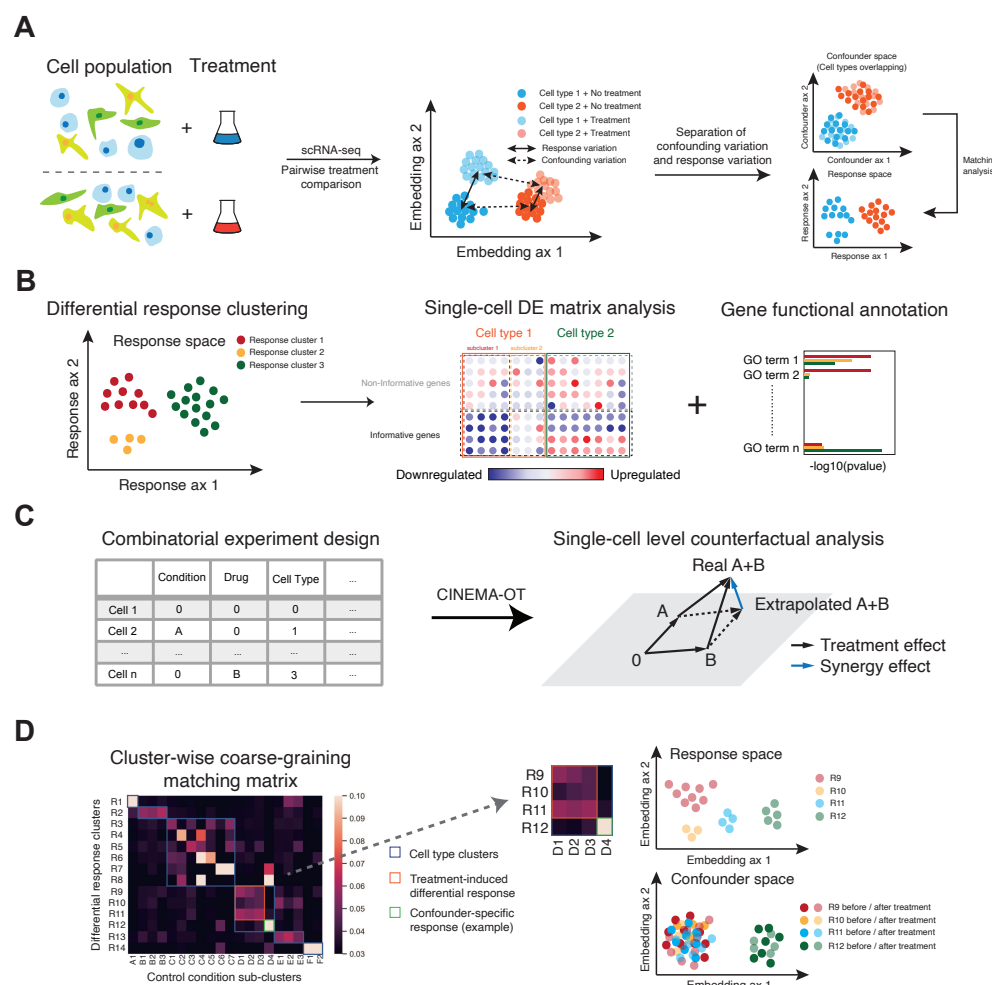 A
Cell population
Treatment
+
+
scRNA-seq
Pairwise treatment
comparison
Embedding ax 2
Embedding ax 1
Cell type 1 + No treatment
Cell type 2 + No treatment
Cell type 1 + Treatment
Cell type 2 + Treatment
Response variation
Confounding variation
Separation of
confounding variation
and response variation
Confounder space
(Cell types overlapping)
Confounder ax 2
Confounder ax 1
Response space
Response ax 2
Response ax 1
Matching
analysis
B
Differential response clustering
Response space
Response cluster 1
Response cluster 2
Response cluster 3
Response ax 2
Response ax 1
Single-cell DE matrix analysis
Cell type 1
Cell type 2
subcluster 1
subcluster 2
Non-Informative genes
Informative genes
Downregulated
Upregulated
+
Gene functional annotation
GO term 1
GO term 2
GO term n
-log10(pvalue)
C
Combinatorial experiment design
Condition Drug Cell Type ...
Cell 1 0 0 0 ...
Cell 2 A 0 1 ...
... ... ... ... ...
Cell n 0 B 3 ...
CINEMA-OT
Single-cell level counterfactual analysis
Real A+B
A
Extrapolated A+B
0
B
Treatment effect
Synergy effect
D
Cluster-wise coarse-graining
matching matrix
Differential response clusters
R1
R2
R3
R4
R5
R6
R7
R8
R9
R10
R11
R12
R13
R14
A1 B1 B2 B3 C1 C2 C3 C4 C5 C6 C7 D1 D2 D3 D4 E1 E2 E3 F1 F2
Control condition sub-clusters
0.10
0.09
0.08
0.07
0.06
0.05
0.04
0.03
Cell type clusters
Treatment-induced
differential response
Confounder-specific
response (example)
R9
R10
R11
R12
D1 D2 D3 D4
Response space
Embedding ax 2
Embedding ax 1
R9
R10
R11
R12
Confounder space
Embedding ax 2
Embedding ax 1
R9 before / after treatment
R10 before / after treatment
R11 before / after treatment
R12 before / after treatment